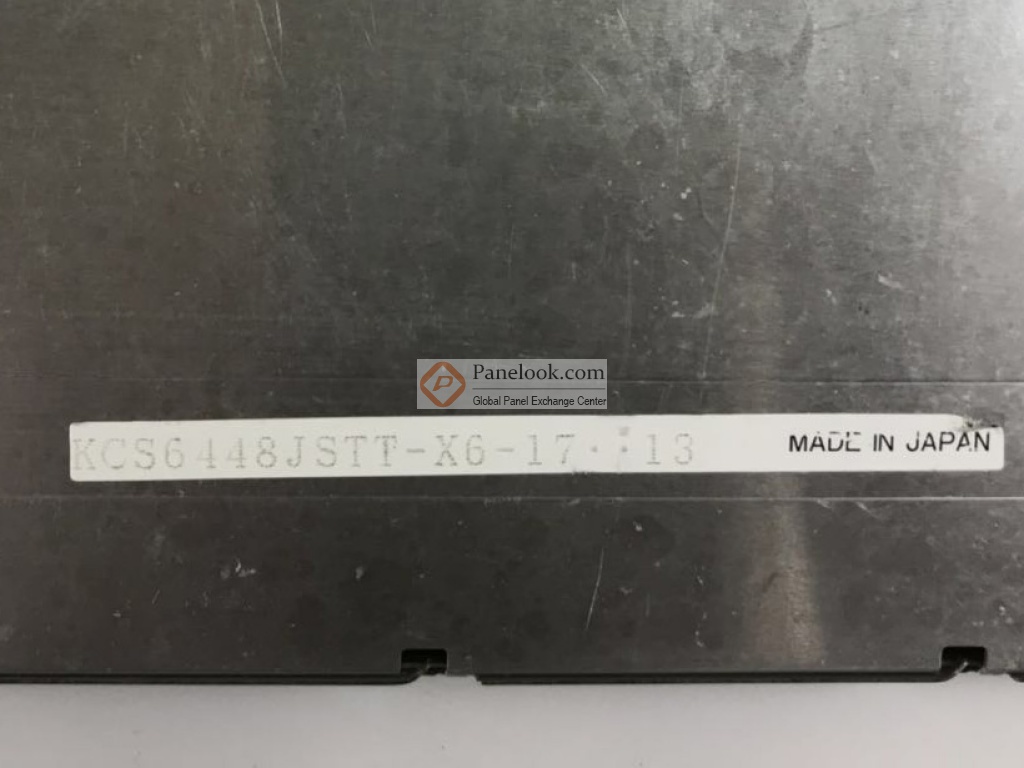 Panelook.com
Global Panel Exchange Center
KCS6448JSTT-X6-17 13 MADE IN JAPAN